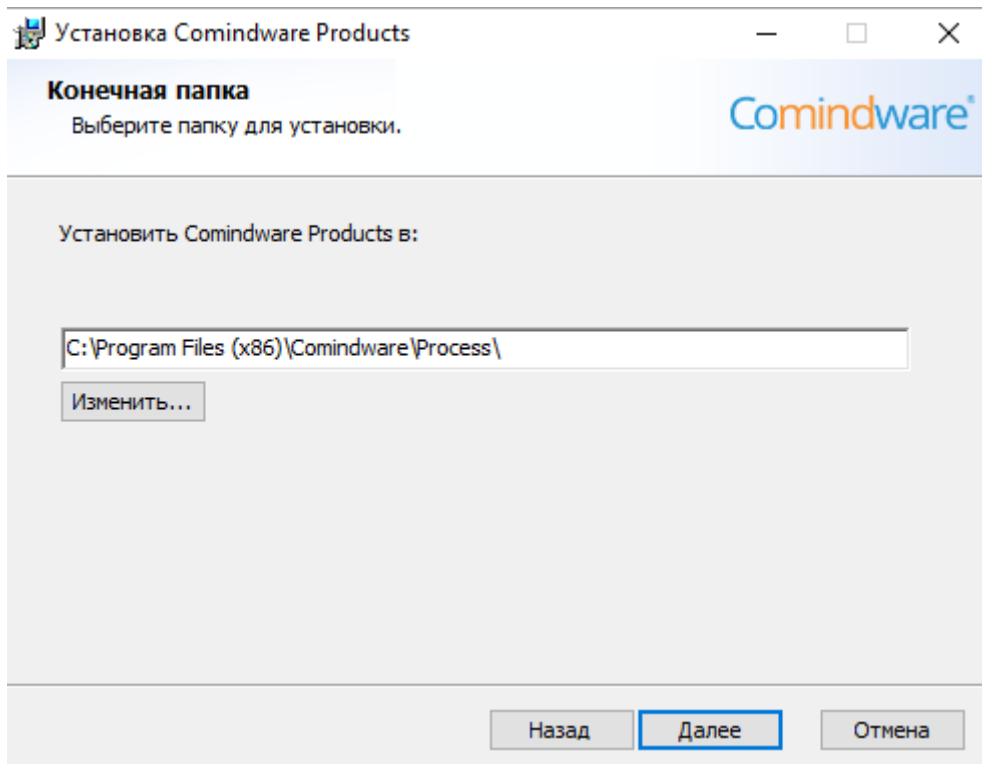 Установка Comindware Products
Конечная папка
Выберите папку для установки.
Comindware®
Установить Comindware Products в:
C:\Program Files (x86)\Comindware\Process\
Изменить...
Назад
Далее
Отмена